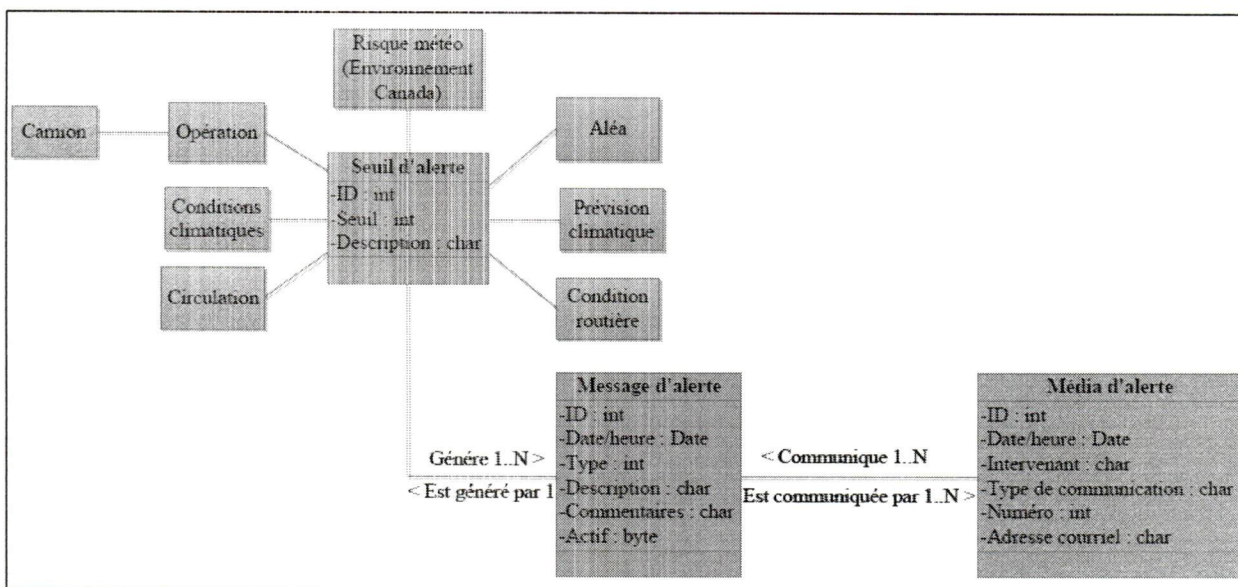 Risque météo
(Environnement
Canada)
Camion
Opération
Aléa
Seuil d'alerte
-ID : int
-Seuil : int
-Description : char
Conditions
climatiques
Prévision
climatique
Circulation
Condition
routière
Message d'alerte
-ID : int
-Date/heure : Date
-Type : int
-Description : char
-Commentaires : char
-Actif : byte
Média d'alerte
-ID : int
-Date/heure : Date
-Intervenant : char
-Type de communication : char
-Numéro : int
-Adresse courriel : char
Génére 1..N >
< Est généré par 1
< Communique 1..N
Est communiquée par 1..N >